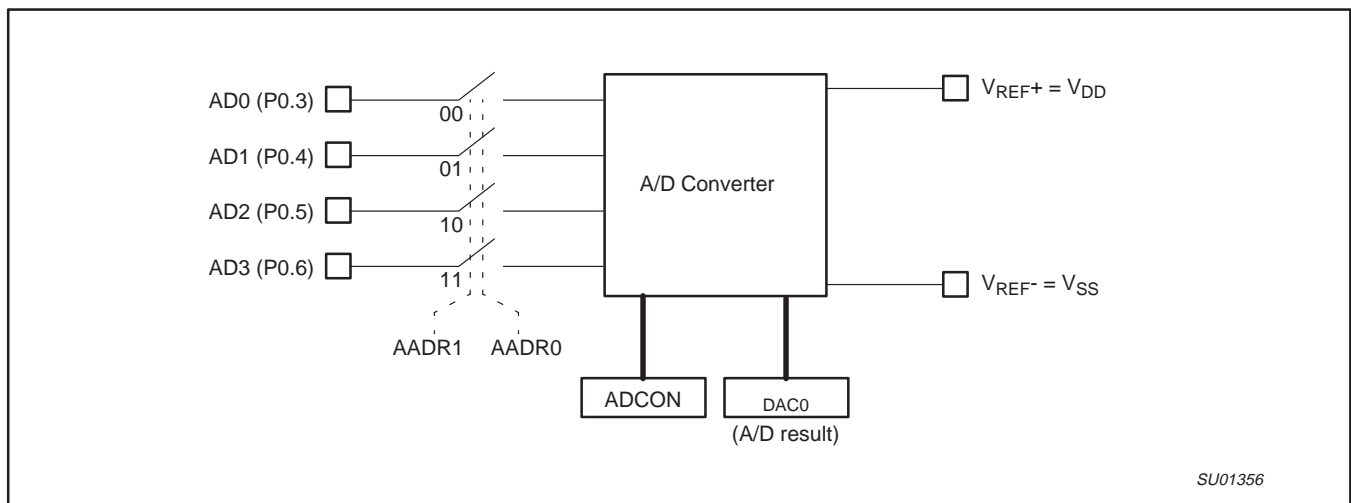 AD0 (P0.3)
00
AD1 (P0.4)
01
AD2 (P0.5)
10
AD3 (P0.6)
11
AADR1 AADR0
A/D Converter
VREF+ = VDD
VREF- = VSS
ADCON
DAC0
(A/D result)
SU01356